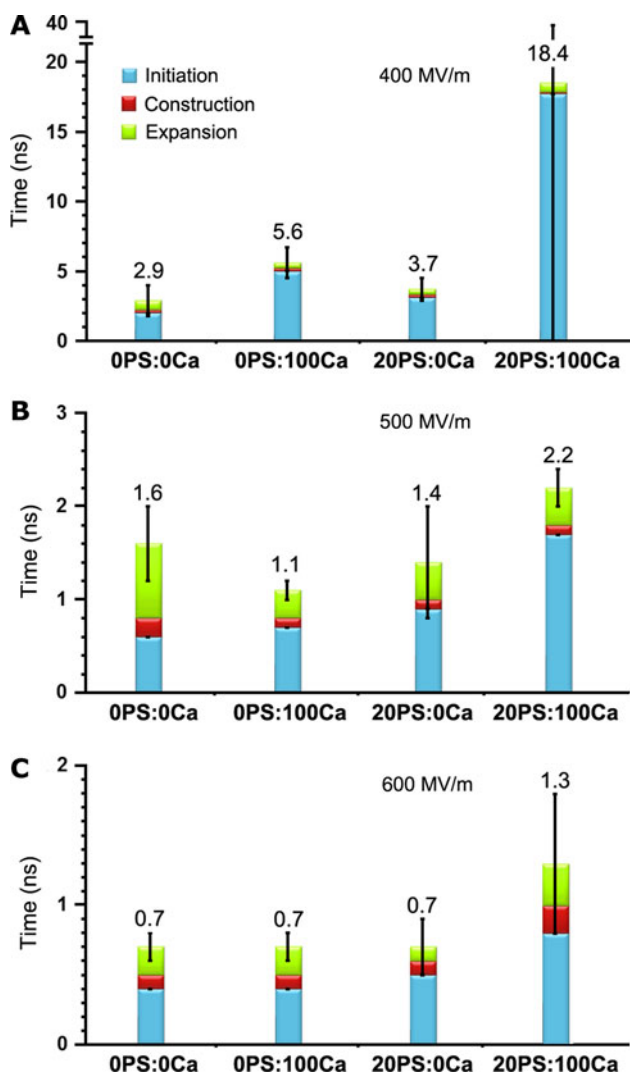 A
40
20
15
10
5
0
Time (ns)
400 MV/m
Initiation
Construction
Expansion
2.9
5.6
3.7
18.4
0PS:0Ca
0PS:100Ca
20PS:0Ca
20PS:100Ca
B
3
2
1
0
Time (ns)
500 MV/m
1.6
1.1
1.4
2.2
0PS:0Ca
0PS:100Ca
20PS:0Ca
20PS:100Ca
C
2
1
0
Time (ns)
600 MV/m
0.7
0.7
0.7
1.3
0PS:0Ca
0PS:100Ca
20PS:0Ca
20PS:100Ca